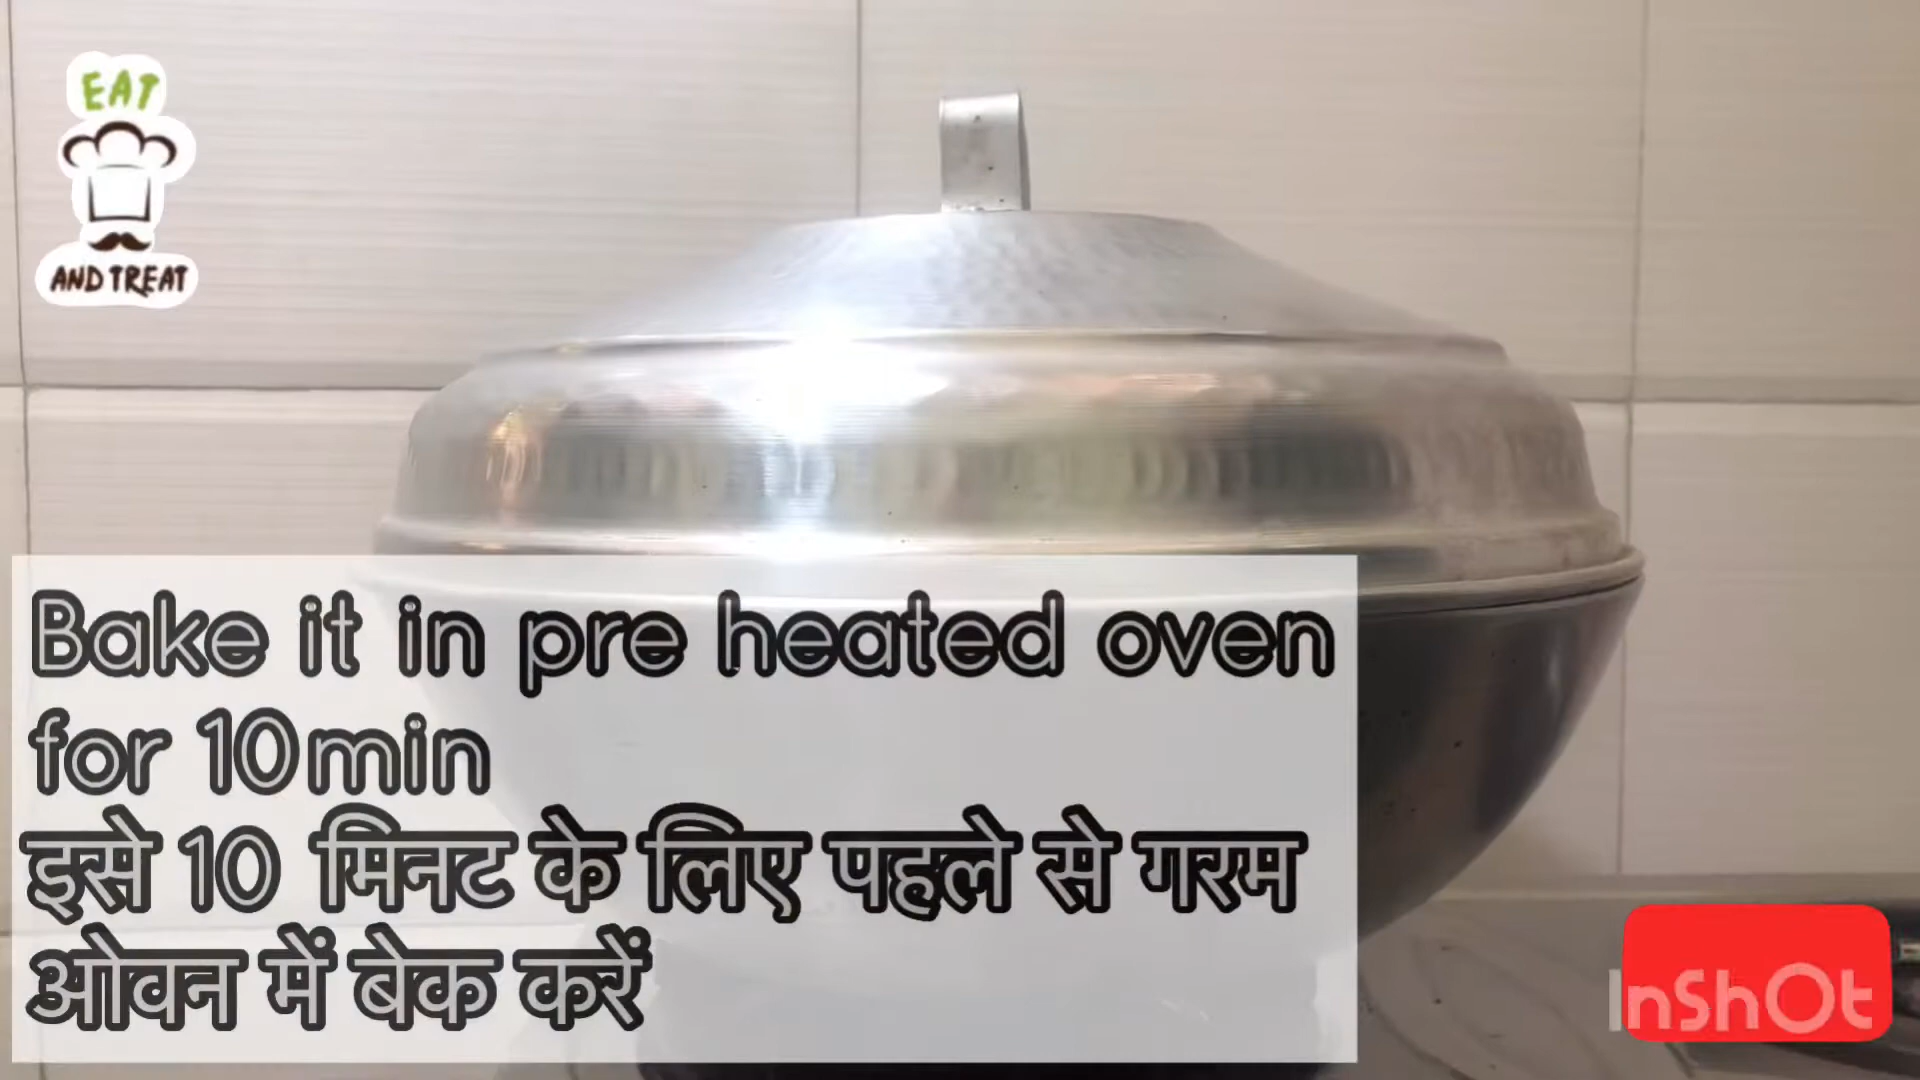 EAT
AND TREAT
Bake it in pre heated oven
for 10min
इसे 10 मिनट के लिए पहले से गरम
ओवन में बेक करें
InShOt